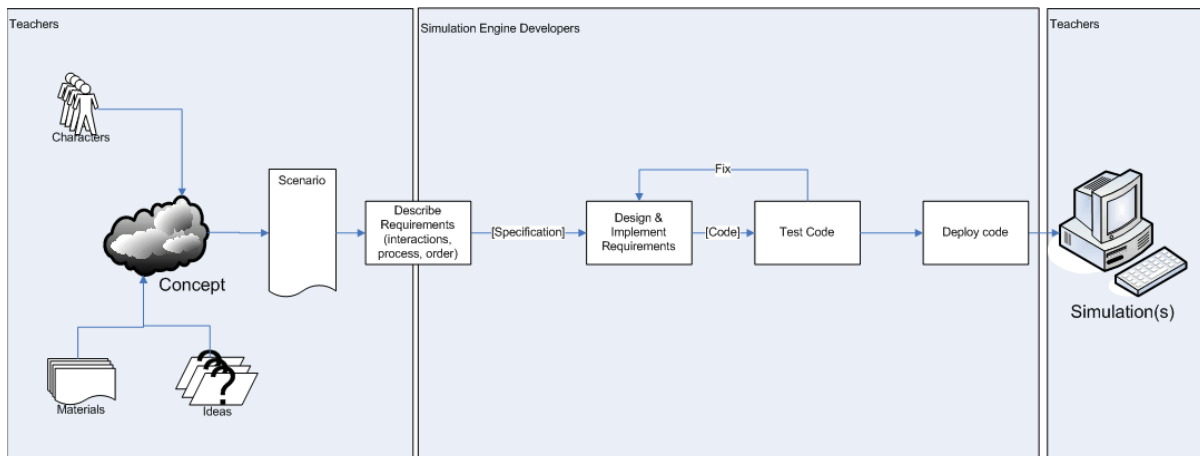 Teachers
Simulation Engine Developers
Teachers
Characters
Concept
Materials
Ideas
Scenario
Describe
Requirements
(interactions,
process, order)
[Specification]
Fix
Design &
Implement
Requirements
[Code]
Test Code
Deploy code
Simulation(s)